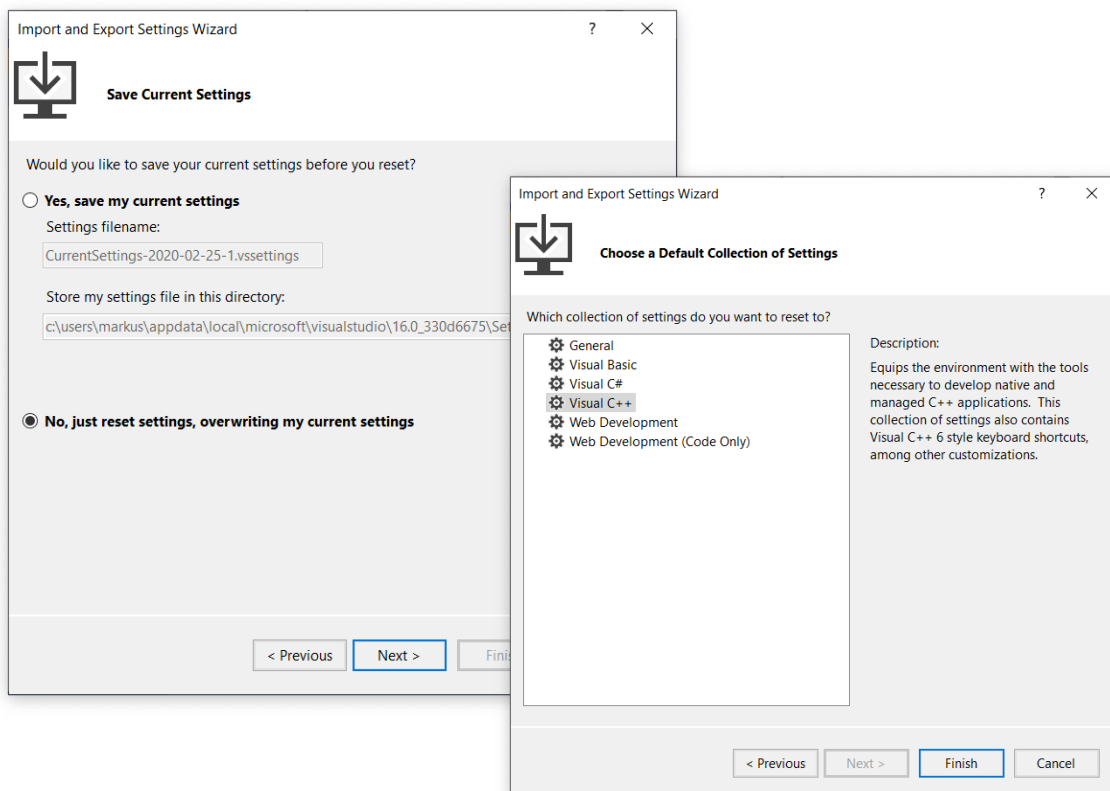 Import and Export Settings Wizard
?
Save Current Settings
Would you like to save your current settings before you reset?
Yes, save my current settings
Settings filename:
CurrentSettings-2020-02-25-1.vssettings
Store my settings file in this directory:
c:\users\markus\appdata\local\microsoft\visualstudio\16.0_330d6675\Set
No, just reset settings, overwriting my current settings
< Previous
Next >
Finis
Import and Export Settings Wizard
?
Choose a Default Collection of Settings
Which collection of settings do you want to reset to?
General
Visual Basic
Visual C#
Visual C++
Web Development
Web Development (Code Only)
Description:
Equips the environment with the tools
necessary to develop native and
managed C++ applications. This
collection of settings also contains
Visual C++ 6 style keyboard shortcuts,
among other customizations.
< Previous
Next >
Finish
Cancel